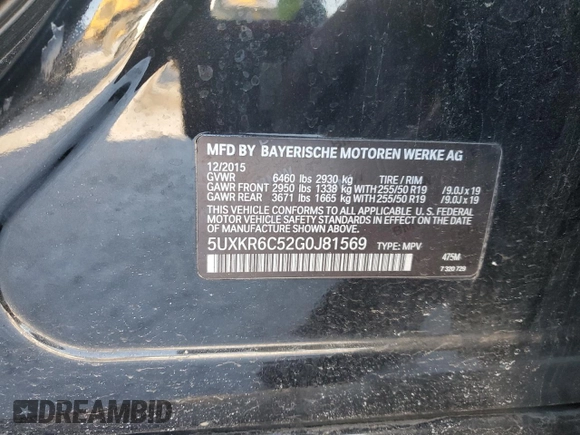 MFD BY BAYERISCHE MOTOREN WERKE AG
12/2015
GVWR 6460 lbs 2930 kg TIRE / RIM
GAWR FRONT 2950 lbs 1338 kg WITH 255/50 R19 /9.0J x 19
GAWR REAR 3671 lbs 1665 kg WITH 255/50 R19 /9.0J x 19
THIS VEHICLE CONFORMS TO ALL APPLICABLE U. S. FEDERAL
MOTOR VEHICLE SAFETY STANDARDS IN EFFECT ON THE DATE
OF MANUFACTURE SHOWN ABOVE.
5UXKR6C52G0J81569 TYPE: MPV
475M
7 320 729
DREAMBID